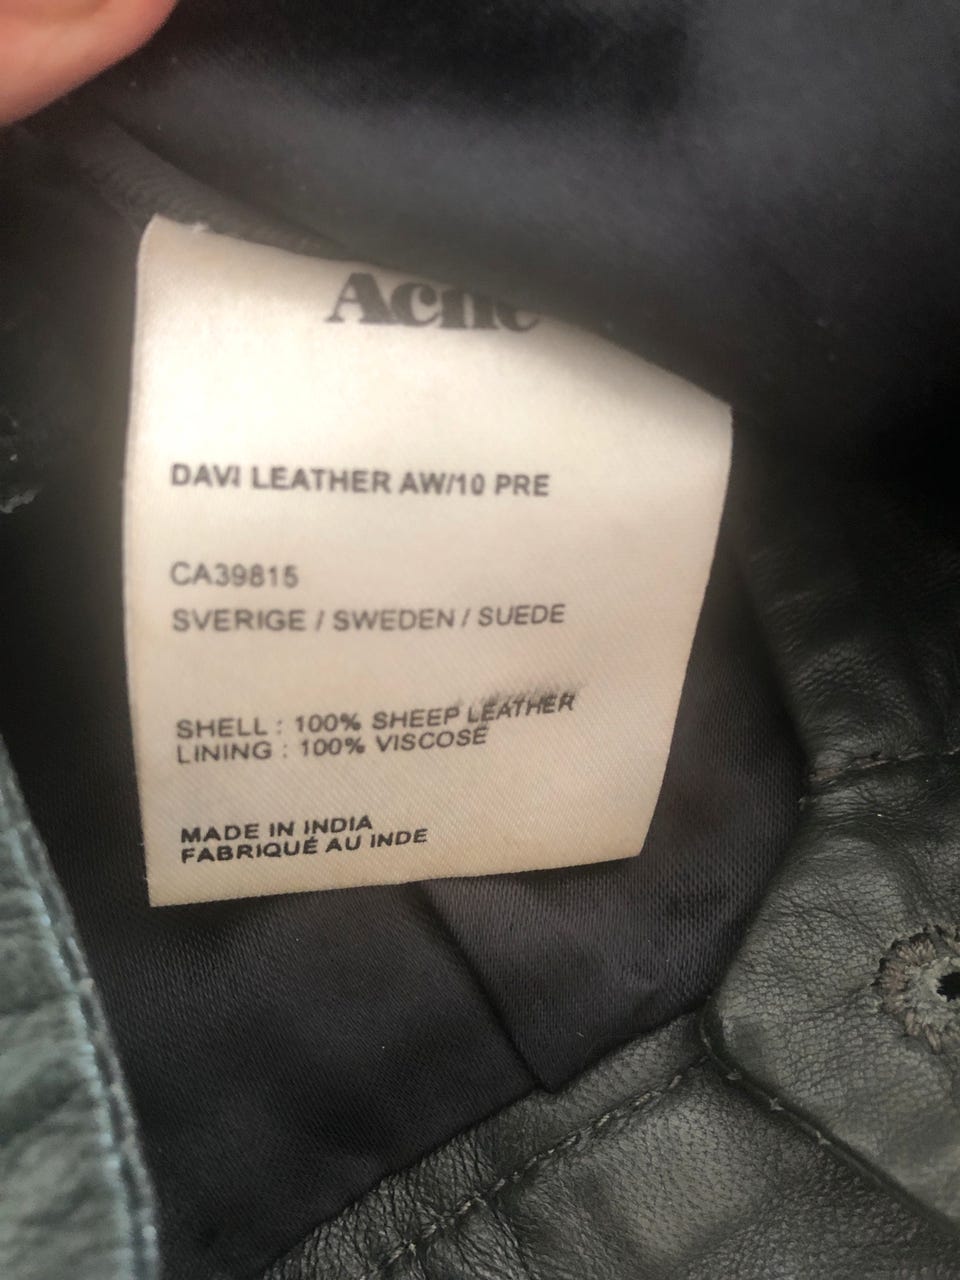 Acne
DAVI LEATHER AW/10 PRE
CA39815
SVERIGE / SWEDEN / SUEDE
SHELL : 100% SHEEP LEATHER
LINING : 100% VISCOSE
MADE IN INDIA
FABRIQUÉ AU INDE